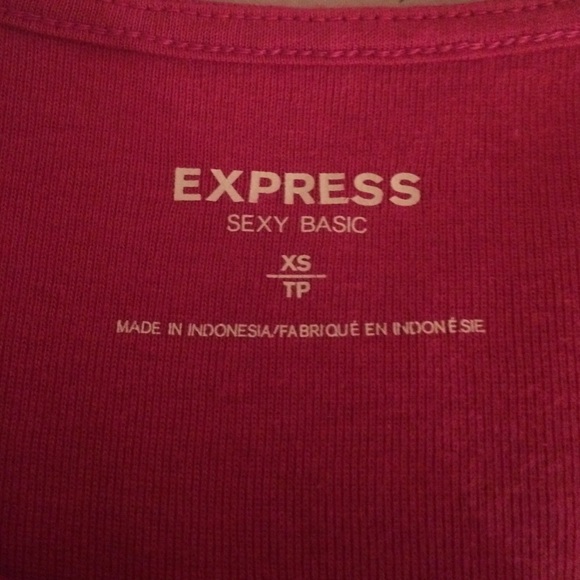 EXPRESS
SEXY BASIC
XS
TP
MADE IN INDONESIA/FABRIQUÉ EN INDONÉSIE